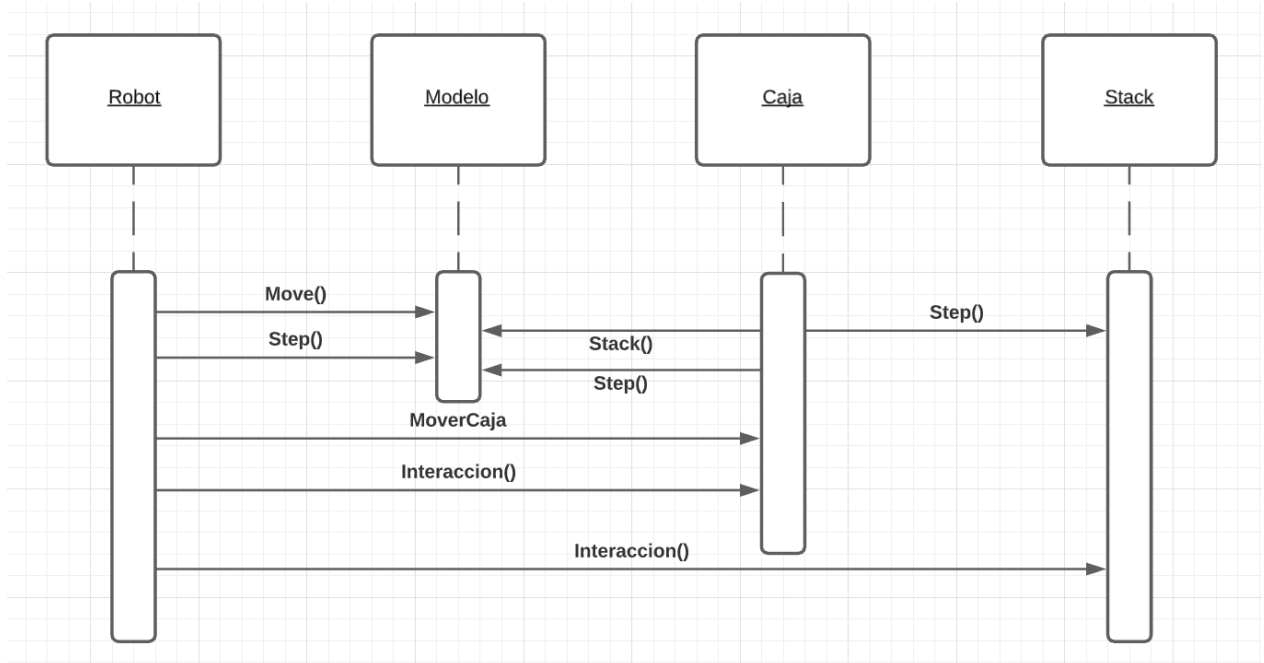 Robot
Modelo
Caja
Stack
Move()
Step()
Step()
Stack()
Step()
MoverCaja
Interaccion()
Interaccion()